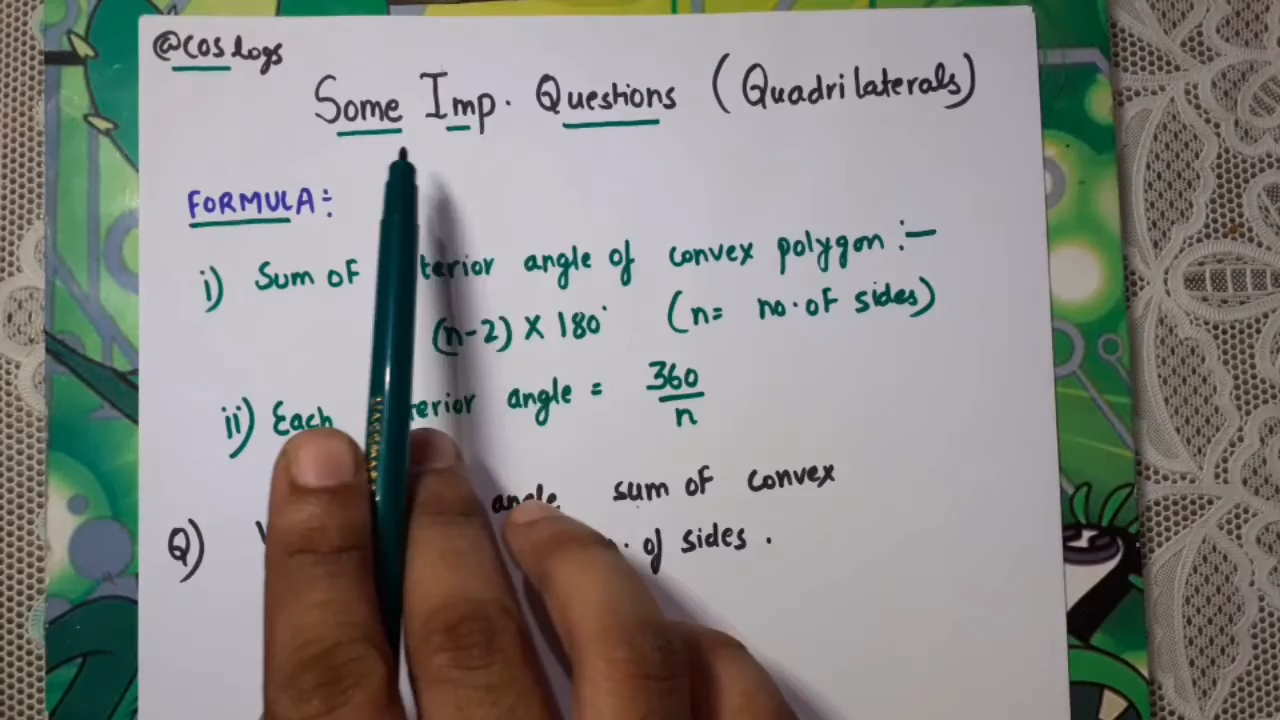 @cos logs
Some Imp. Questions (Quadrilaterals)
FORMULA:-
i) Sum of terior angle of convex polygon :-
(n-2) X 180° (n= no. of sides)
ii) Each terior angle = 360/n
Q) angle sum of convex
of sides.